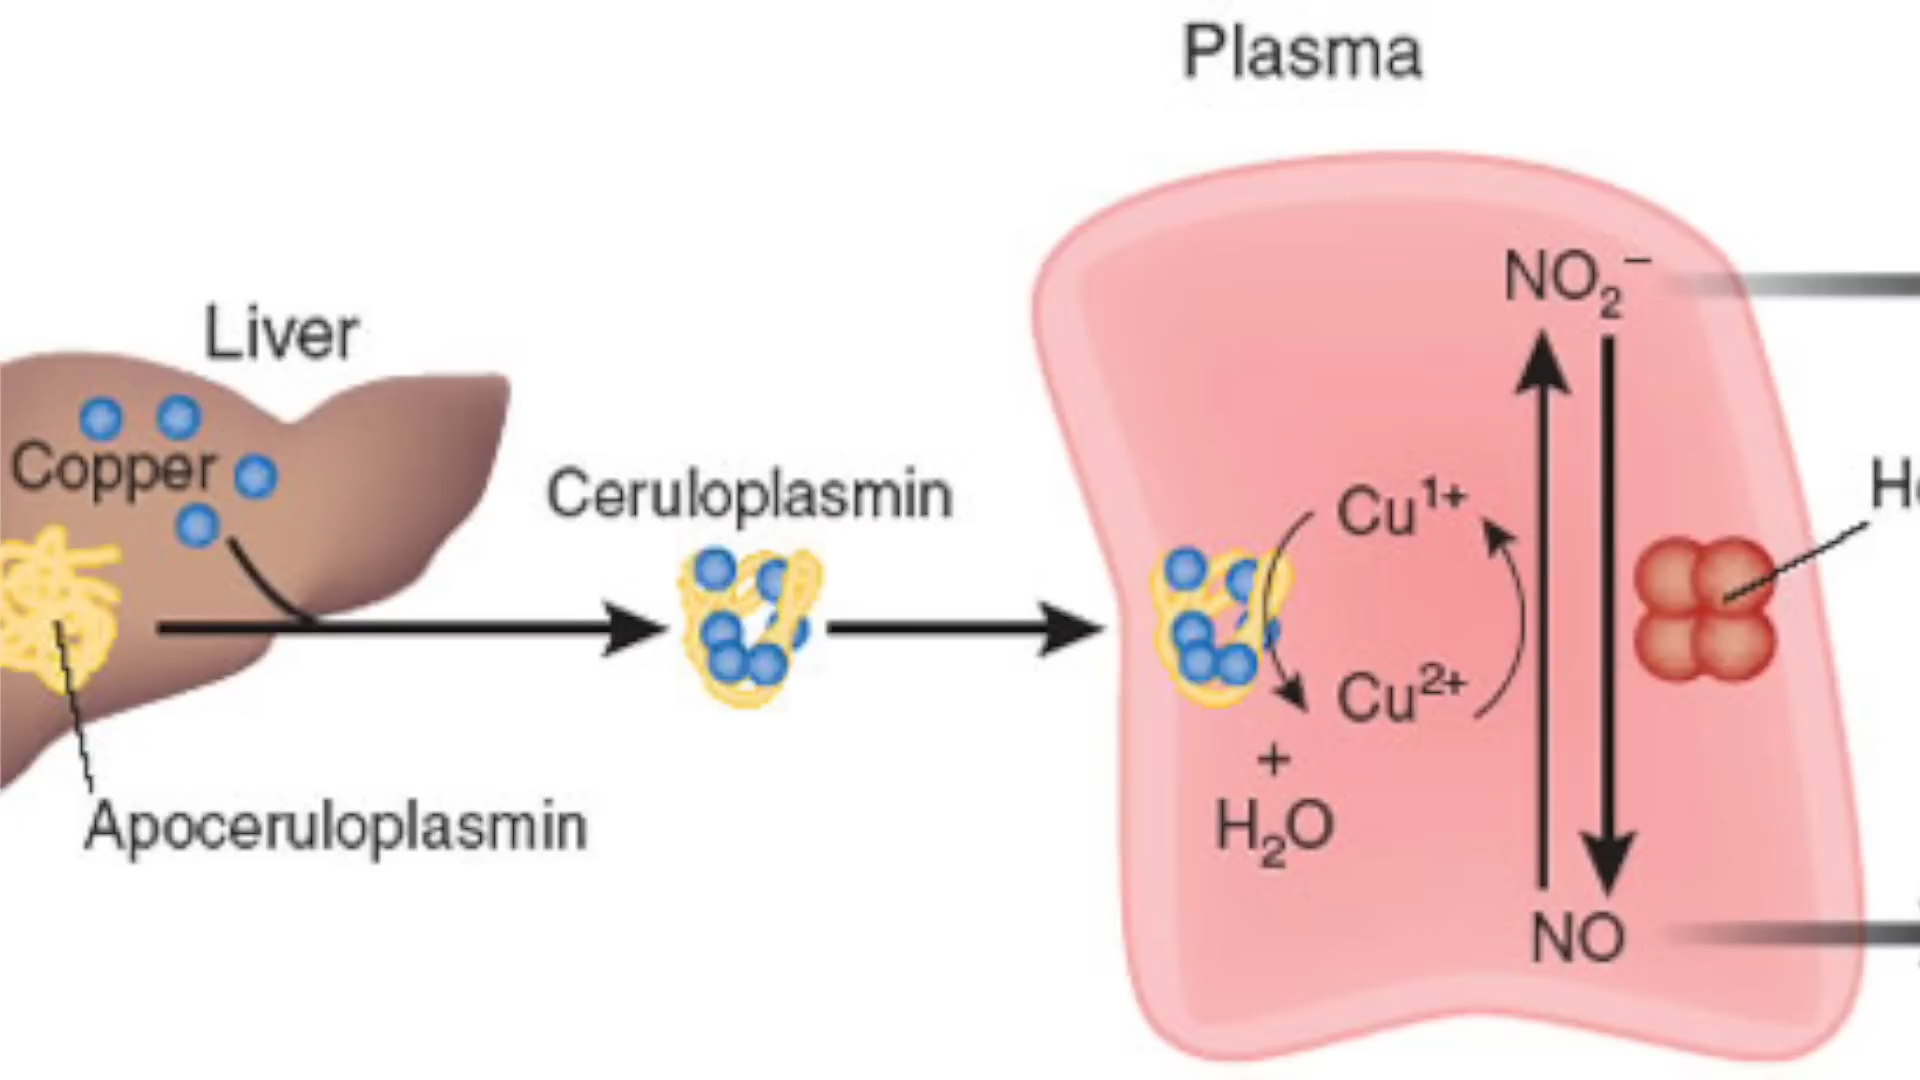 Plasma
NO₂⁻
Liver
Copper
Ceruloplasmin
Cu¹⁺
Cu²⁺
+
H₂O
Apoceruloplasmin
NO